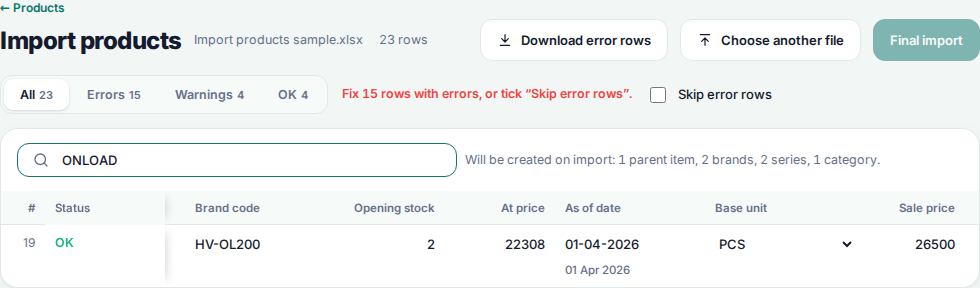 ← Products
Import products Import products sample.xlsx 23 rows Download error rows Choose another file Final import
All 23 Errors 15 Warnings 4 OK 4 Fix 15 rows with errors, or tick “Skip error rows”. Skip error rows
ONLOAD Will be created on import: 1 parent item, 2 brands, 2 series, 1 category.
# Status Brand code Opening stock At price As of date Base unit Sale price
19 OK HV-OL200 2 22308 01-04-2026 PCS 26500
01 Apr 2026